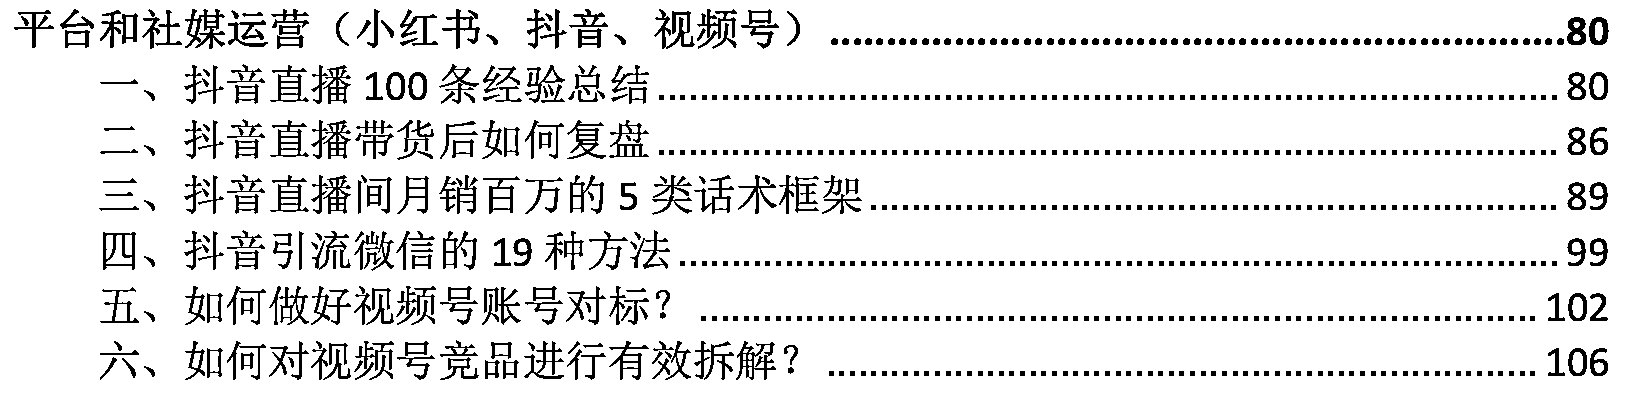 平台和社媒运营（小红书、抖音、视频号）................................................................80
一、抖音直播 100 条经验总结..................................................................................... 80
二、抖音直播带货后如何复盘..................................................................................... 86
三、抖音直播间月销百万的 5 类话术框架................................................................. 89
四、抖音引流微信的 19 种方法................................................................................... 99
五、如何做好视频号账号对标？ ............................................................................... 102
六、如何对视频号竞品进行有效拆解？ ................................................................... 106